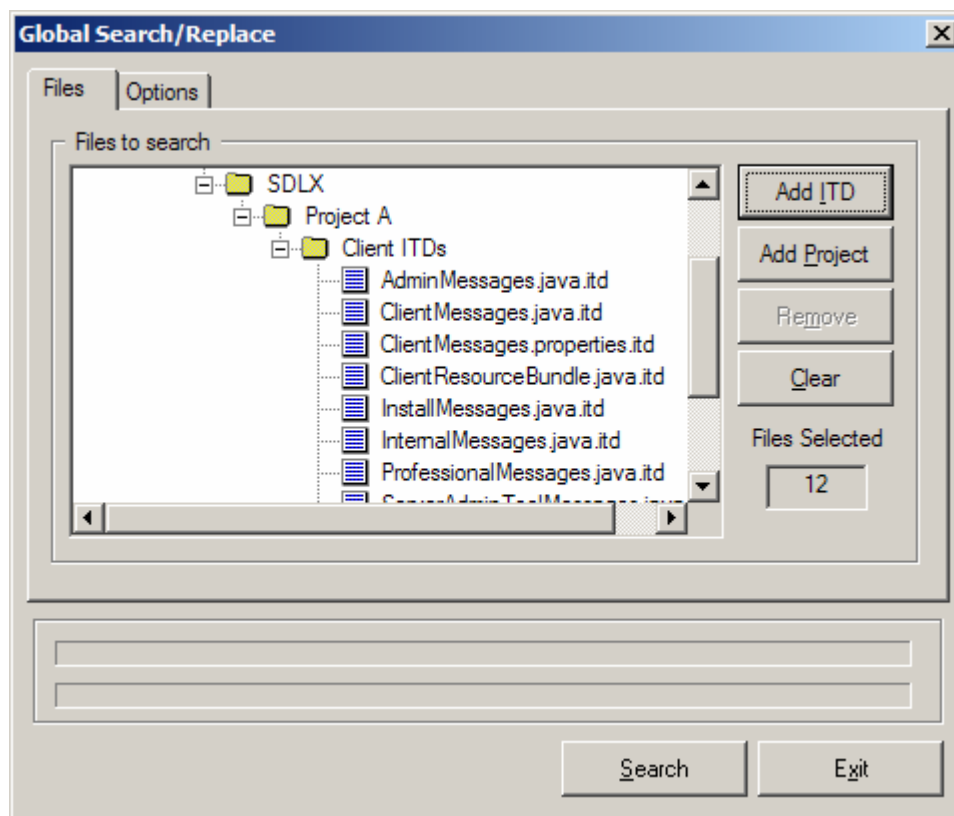 Global Search/Replace
Files
Options
Files to search
SDLX
Project A
Client ITDs
AdminMessages.java.itd
ClientMessages.java.itd
ClientMessages.properties.itd
ClientResourceBundle.java.itd
InstallMessages.java.itd
InternalMessages.java.itd
ProfessionalMessages.java.itd
Add ITD
Add Project
Remove
Clear
Files Selected
12
Search
Exit